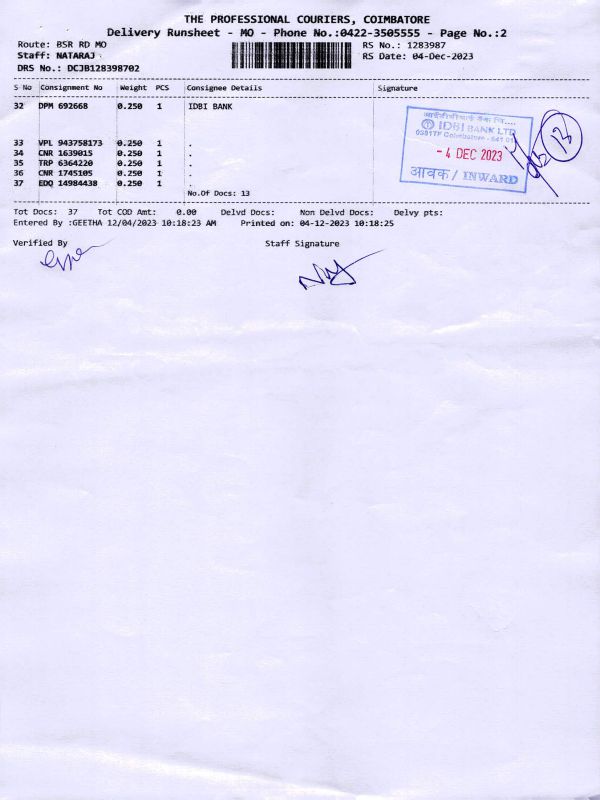 THE PROFESSIONAL COURIERS, COIMBATORE
Delivery Runsheet - MO - Phone No.:0422-3505555 - Page No.:2
Route: BSR RD MO RS No.: 1283987
Staff: NATARAJ RS Date: 04-Dec-2023
DRS No.: DCJB128398702
S No Consignment No Weight PCS Consignee Details Signature
32 DPM 692668 0.250 1 IDBI BANK
33 VPL 943758173 0.250 1 .
34 CNR 1639015 0.250 1 .
35 TRP 6364220 0.250 1 .
36 CNR 1745105 0.250 1 .
37 EDQ 14984438 0.250 1 .
No.Of Docs: 13
IDBI BANK LTD
Coimbatore - 641 01
- 4 DEC 2023
आवक / INWARD
13
Tot Docs: 37 Tot COD Amt: 0.00 Delvd Docs: Non Delvd Docs: Delvy pts:
Entered By :GEETHA 12/04/2023 10:18:23 AM Printed on: 04-12-2023 10:18:25
Verified By Staff Signature